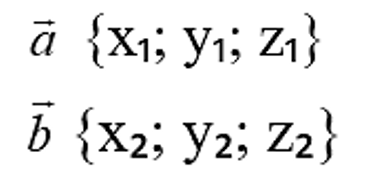 a⃗ {x₁; y₁; z₁}
b⃗ {x₂; y₂; z₂}